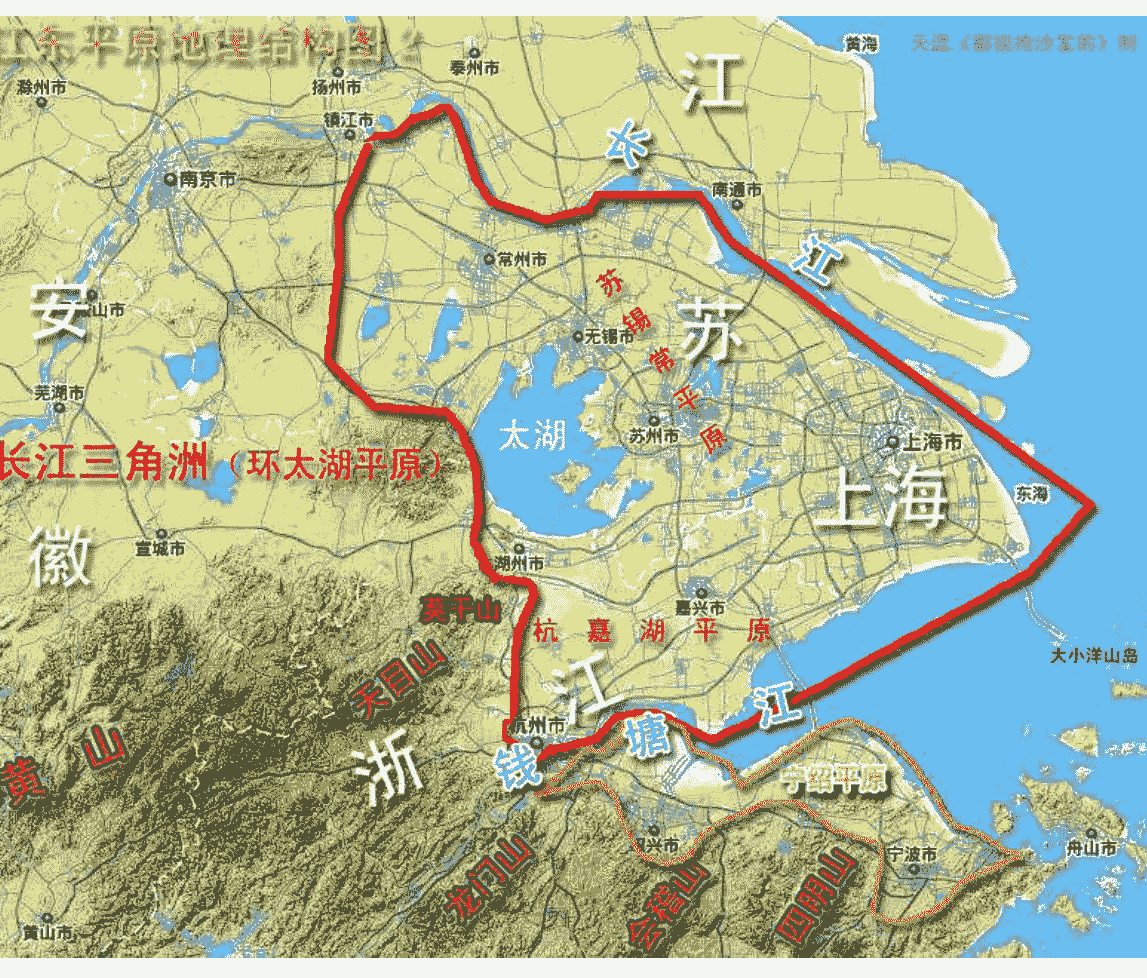 江东平原地理结构图2
黄海
江
泰州市
滁州市
扬州市
镇江市
长
南京市
南通市
常州市
江
苏锡常平原
苏
安
山市
无锡市
芜湖市
太湖
苏州市
上海市
长江三角洲（环太湖平原）
上海
东海
宣城市
徽
湖州市
莫干山
嘉兴市
杭嘉湖平原
天目山
大小洋山岛
江
江
杭州市
塘
钱
浙
黄山
宁绍平原
绍兴市
舟山市
宁波市
龙门山
会稽山
四明山
黄山市